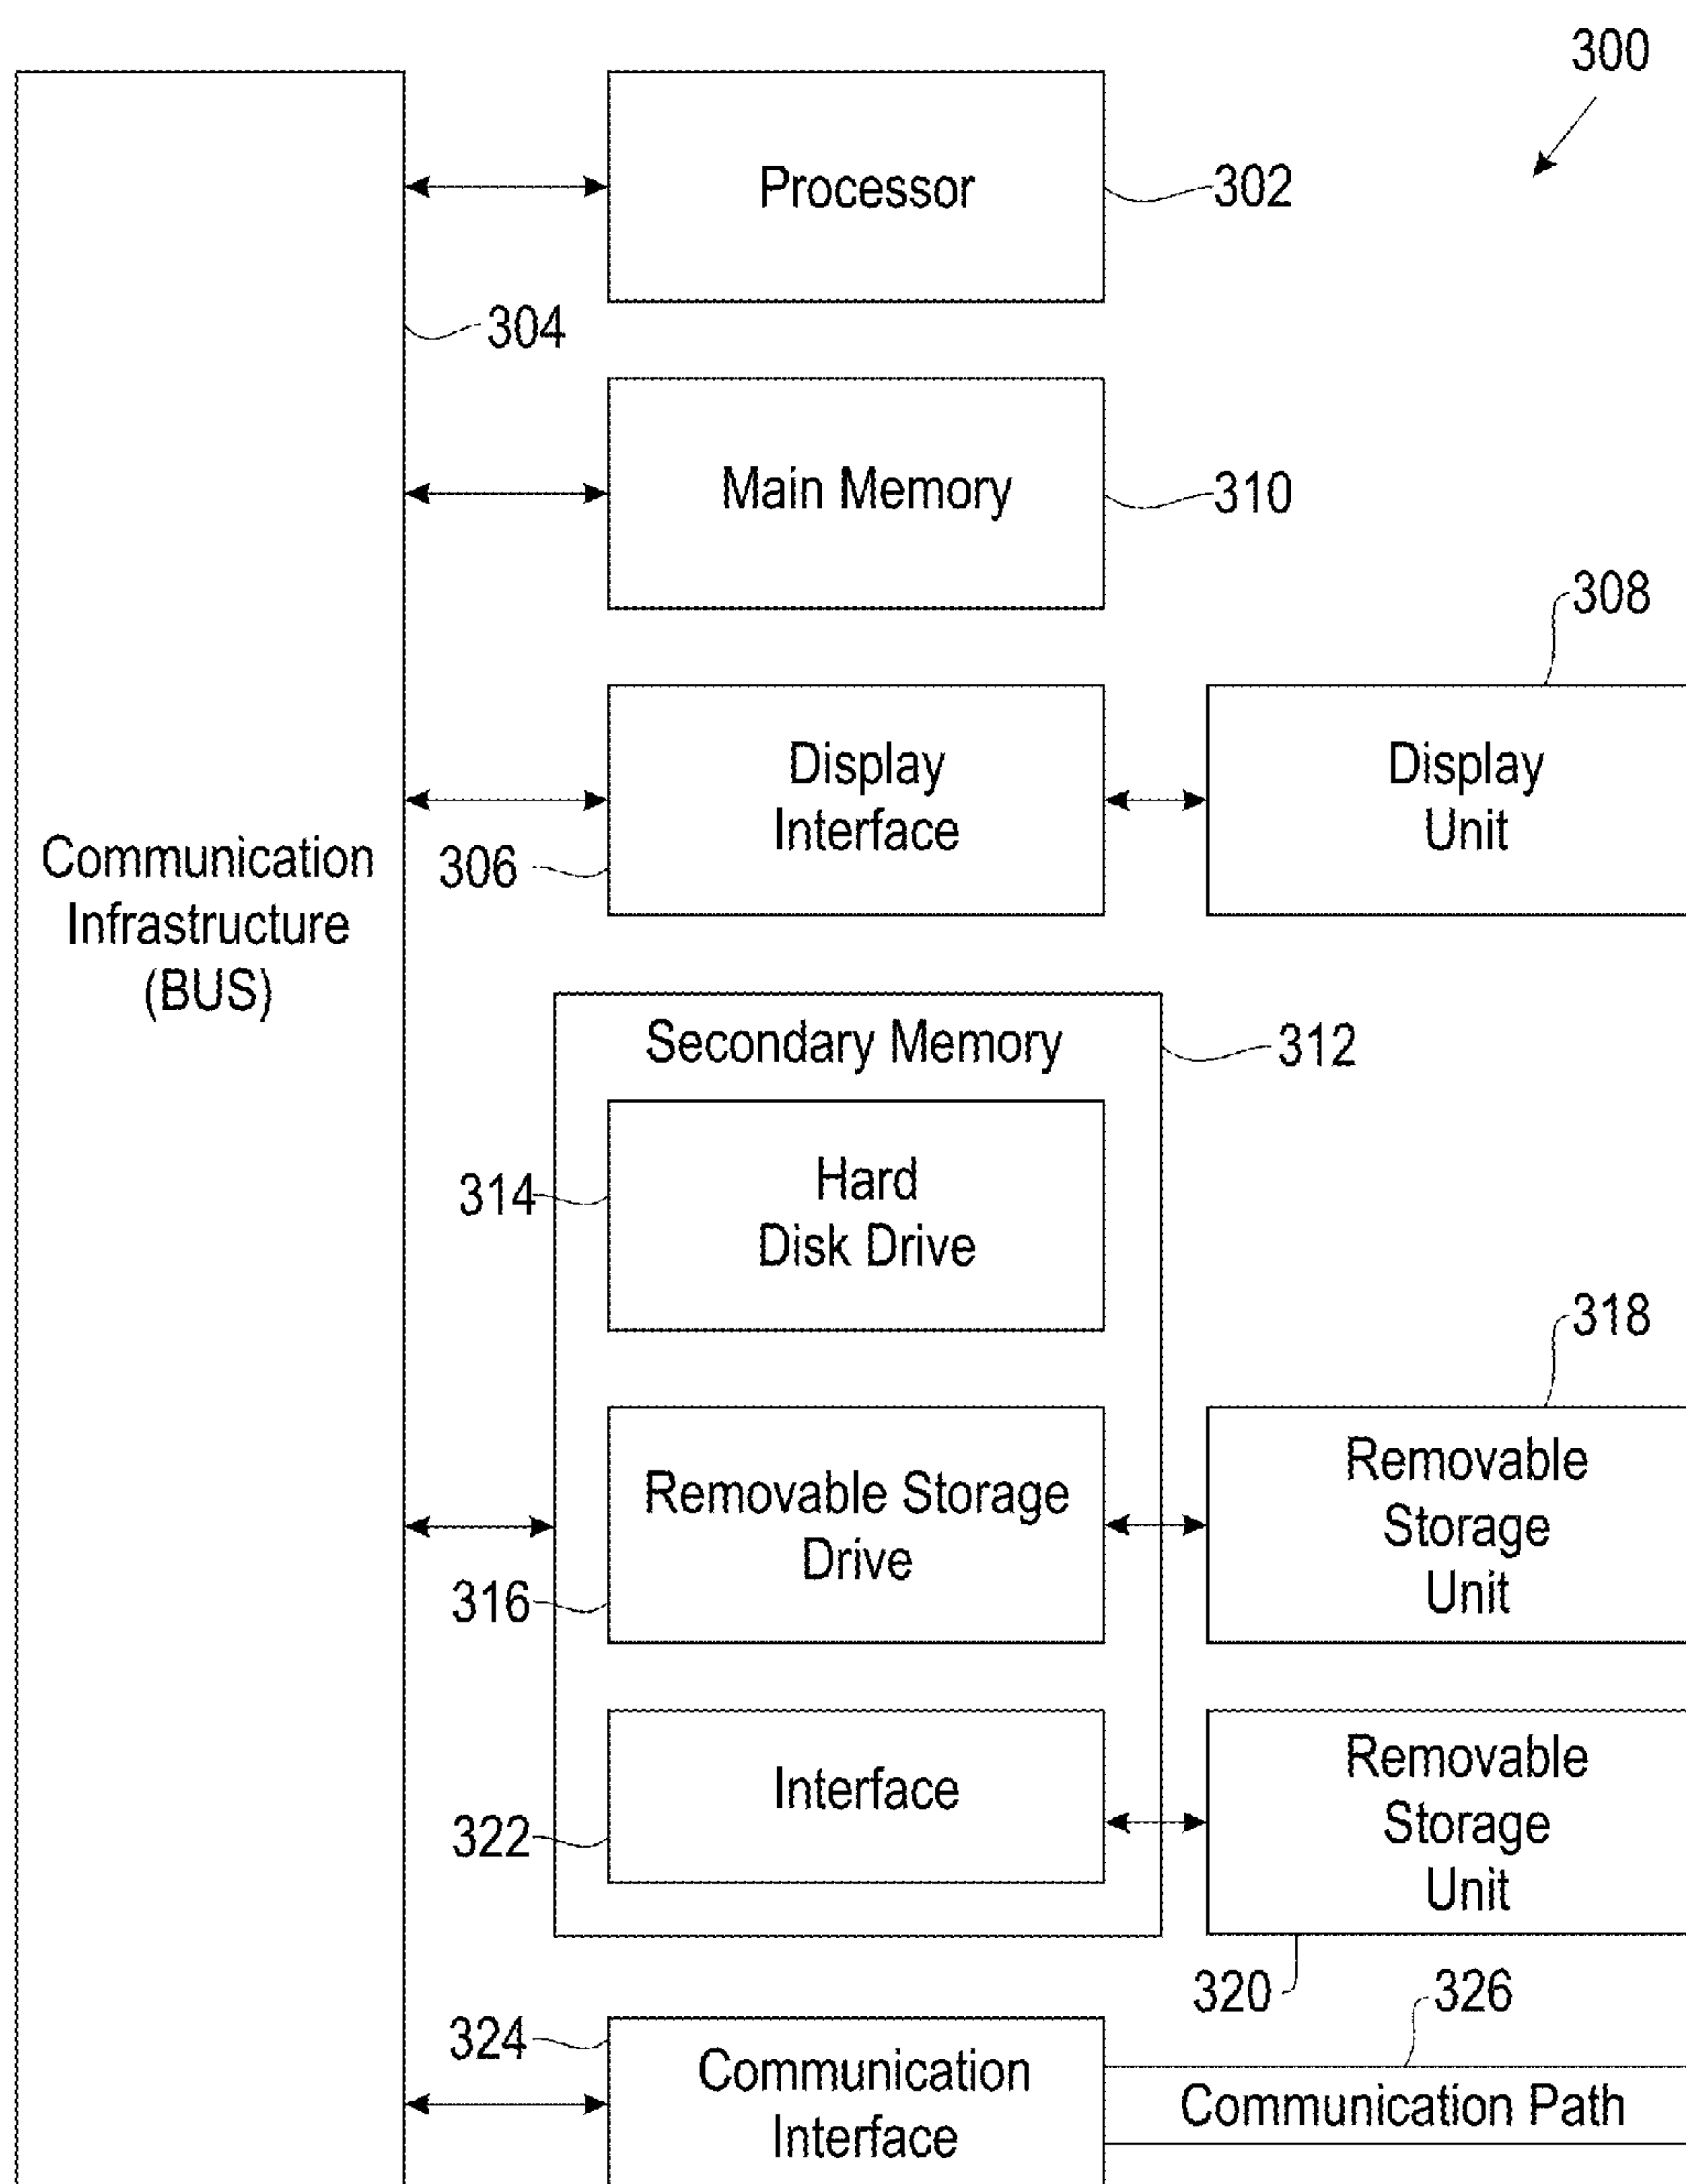 300
Processor
302
304
Main Memory
310
308
Display
Interface
Display
Unit
306
Communication
Infrastructure
(BUS)
Secondary Memory
312
Hard
Disk Drive
314
318
Removable Storage
Drive
Removable
Storage
Unit
316
Interface
Removable
Storage
Unit
322
320
326
324
Communication
Interface
Communication Path